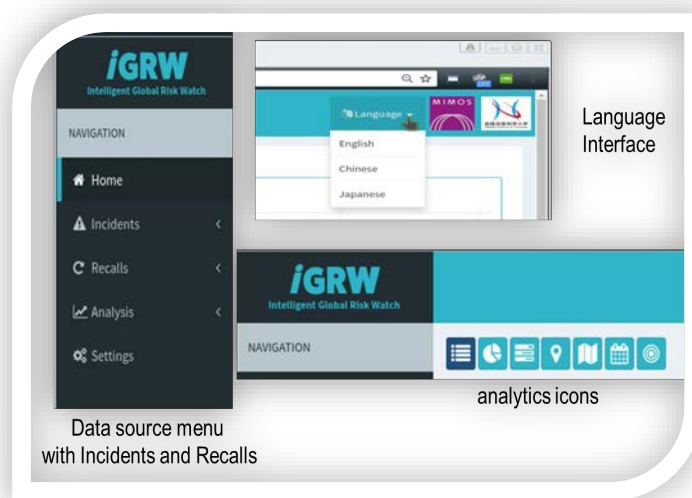 iGRW
Intelligent Global Risk Watch
NAVIGATION
Home
Incidents
Recalls
Analysis
Settings
Data source menu
with Incidents and Recalls
Language
MIMOS
English
Chinese
Japanese
Language
Interface
iGRW
Intelligent Global Risk Watch
NAVIGATION
analytics icons